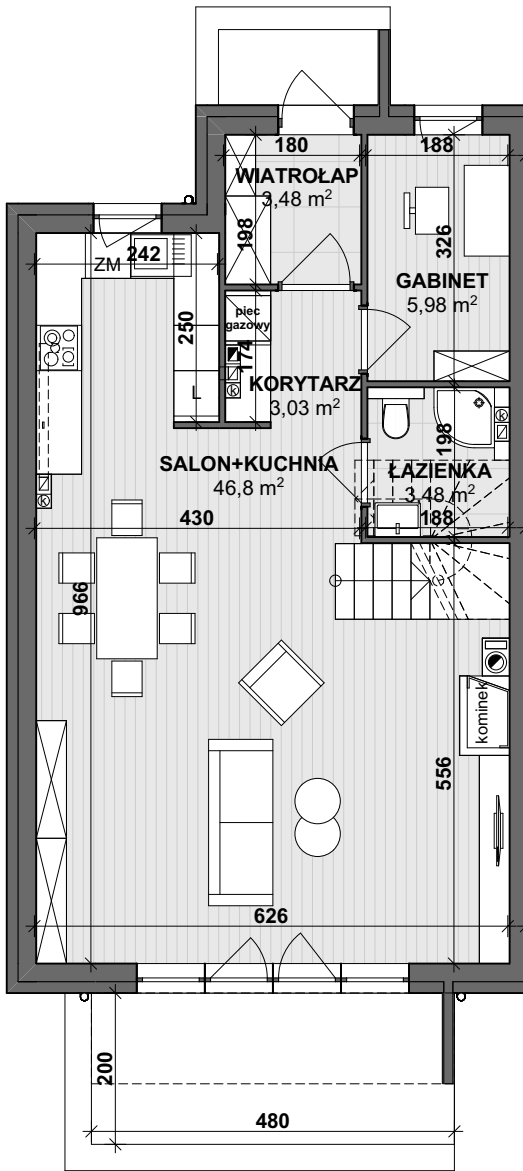 180
188
WIATROŁAP
3,48 m²
198
326
GABINET
5,98 m²
242
ZM
250
piec
gazowy
174
L
KORYTARZ
3,03 m²
SALON+KUCHNIA
46,8 m²
198
ŁAZIENKA
3,48 m²
430
188
966
kominek
556
626
200
480